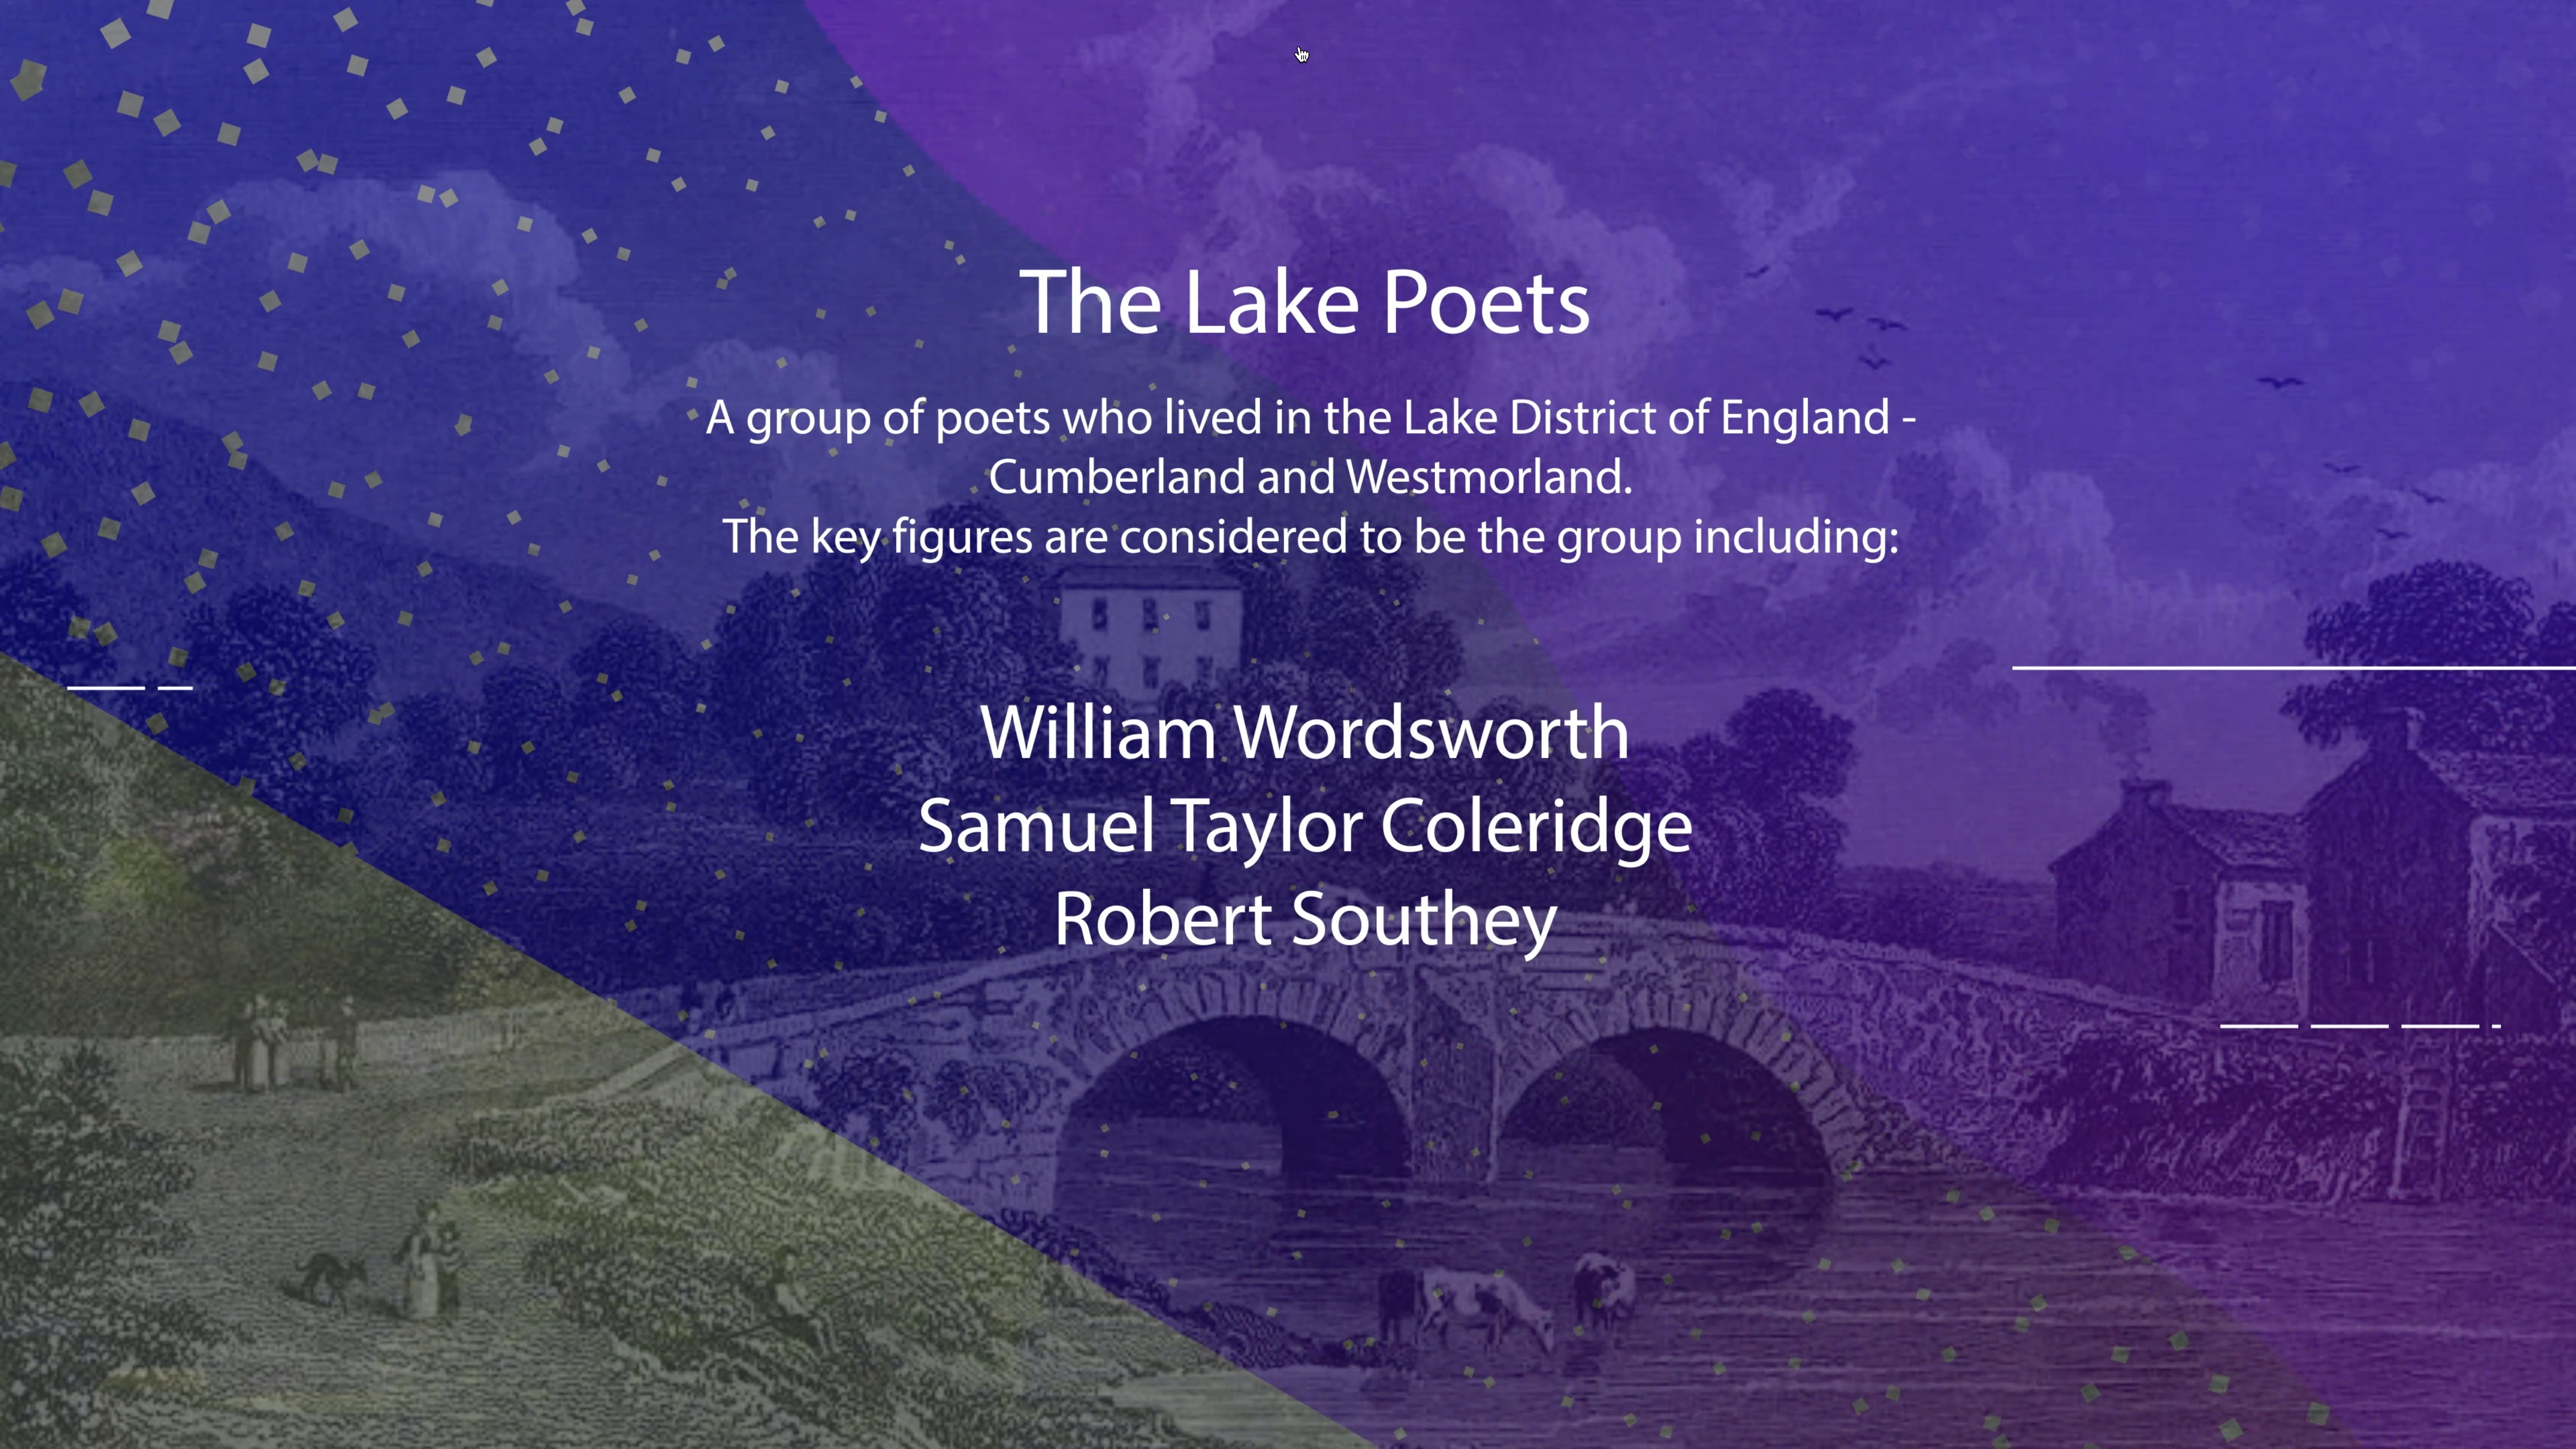 The Lake Poets
A group of poets who lived in the Lake District of England -
Cumberland and Westmorland.
The key figures are considered to be the group including:
William Wordsworth
Samuel Taylor Coleridge
Robert Southey